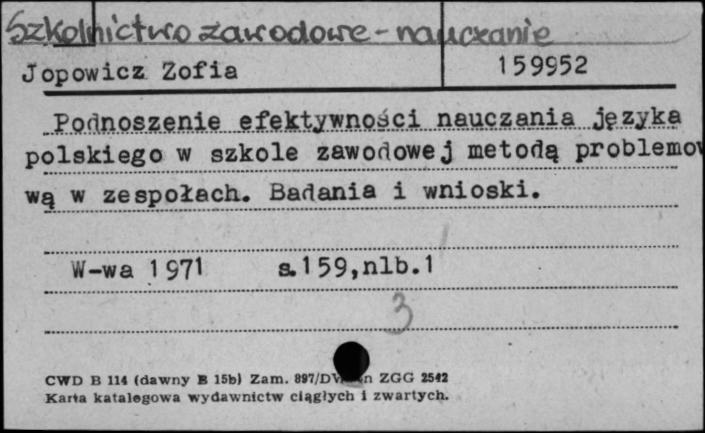 Szkolnictwo zawodowe - nauczanie
Jopowicz Zofia 159952
Podnoszenie efektywności nauczania języka
polskiego w szkole zawodowej metodą problemo
wą w zespołach. Badania i wnioski.
W-wa 1971 s.159,nlb.1
3
CWD B 114 (dawny B 15b) Zam. 897/DW ZGG 2542
Karta katalogowa wydawnictw ciągłych i zwartych.